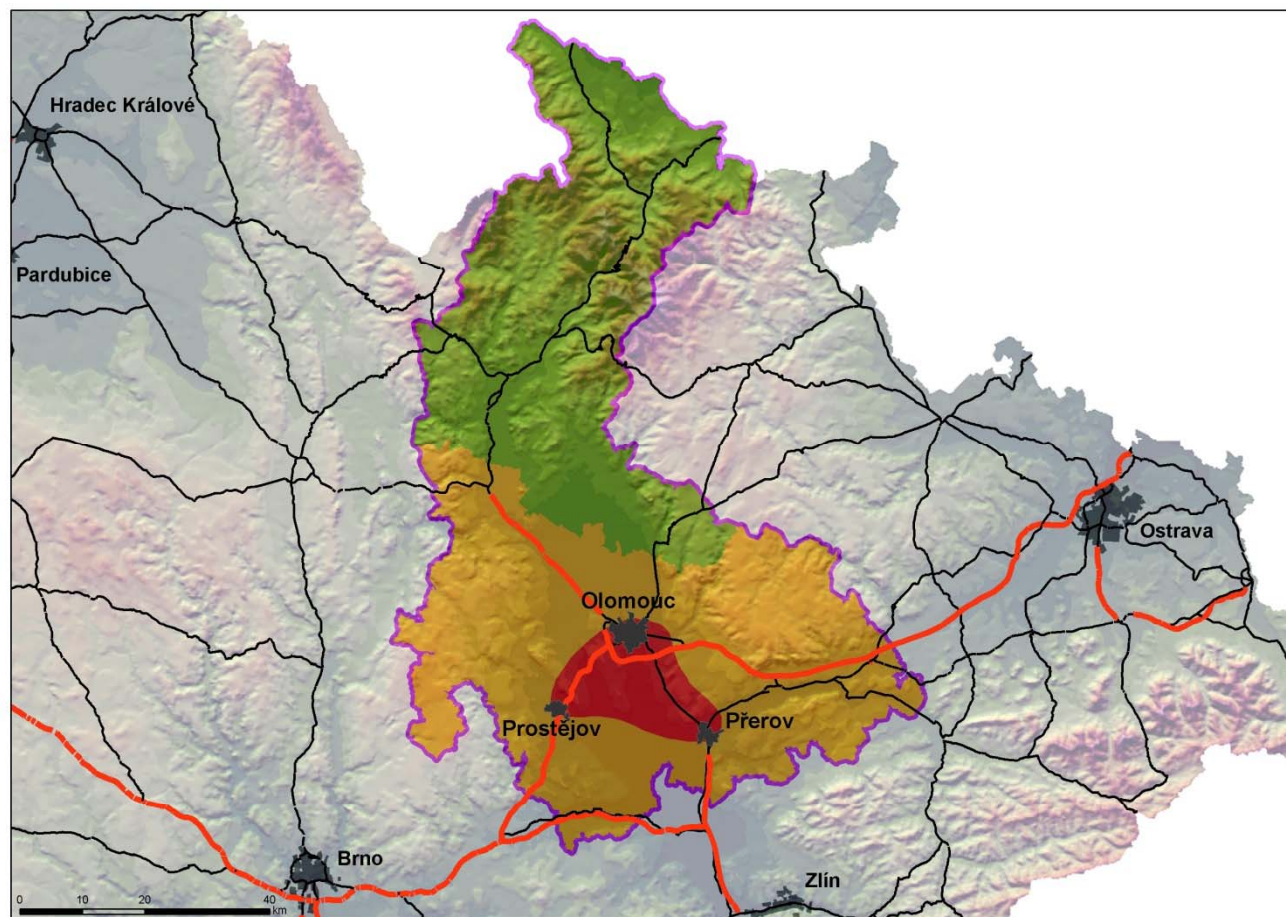 Hradec Králové
Pardubice
Ostrava
Olomouc
Prostějov
Přerov
Brno
Zlín
0 10 20 40
km